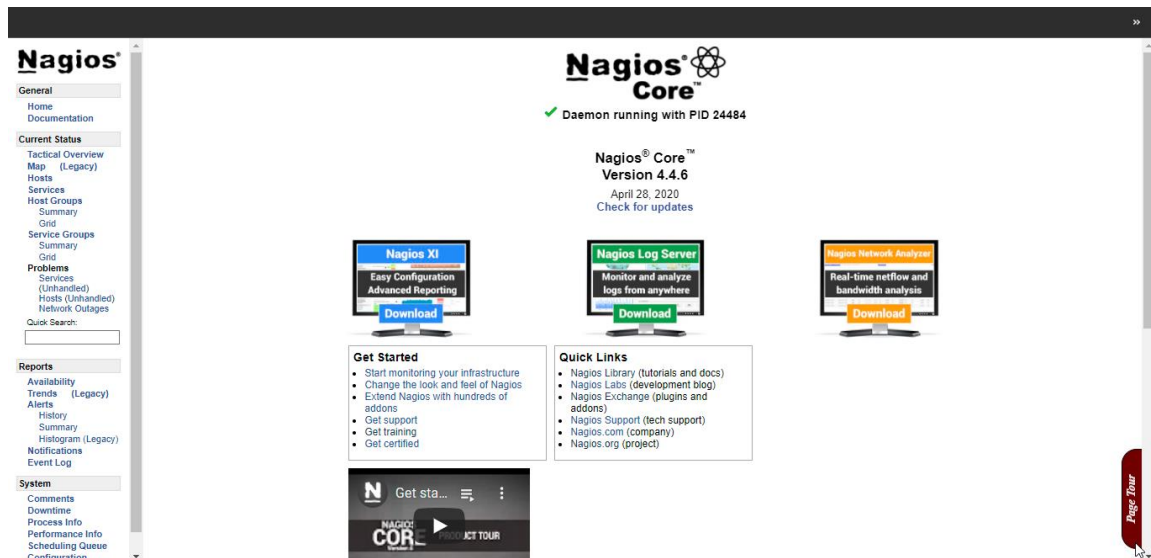 »
Nagios®
General
Home
Documentation
Current Status
Tactical Overview
Map (Legacy)
Hosts
Services
Host Groups
Summary
Grid
Service Groups
Summary
Grid
Problems
Services
(Unhandled)
Hosts (Unhandled)
Network Outages
Quick Search:
Reports
Availability
Trends (Legacy)
Alerts
History
Summary
Histogram (Legacy)
Notifications
Event Log
System
Comments
Downtime
Process Info
Performance Info
Scheduling Queue
Configuration
Nagios®
Core™
Daemon running with PID 24484
Nagios® Core™
Version 4.4.6
April 28, 2020
Check for updates
Nagios XI
Easy Configuration
Advanced Reporting
Download
Nagios Log Server
Monitor and analyze
logs from anywhere
Download
Nagios Network Analyzer
Real-time netflow and
bandwidth analysis
Download
Get Started
Start monitoring your infrastructure
Change the look and feel of Nagios
Extend Nagios with hundreds of
addons
Get support
Get training
Get certified
Quick Links
Nagios Library (tutorials and docs)
Nagios Labs (development blog)
Nagios Exchange (plugins and
addons)
Nagios Support (tech support)
Nagios.com (company)
Nagios.org (project)
N Get sta...
NAGIOS
CORE PRODUCT TOUR
Page Tour